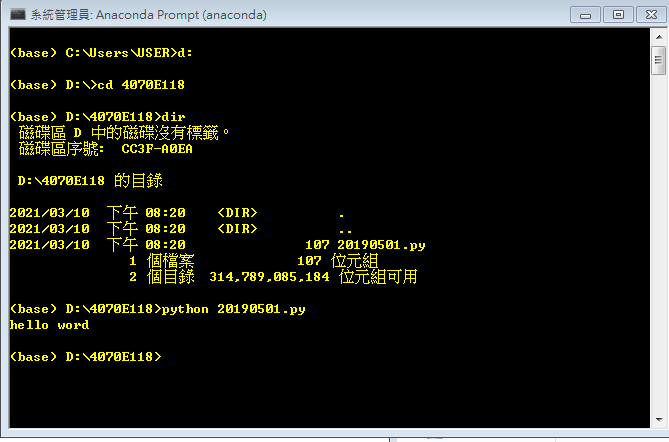 系統管理員: Anaconda Prompt (anaconda)
(base) C:\Users\USER>d:
(base) D:\>cd 4070E118
(base) D:\4070E118>dir
磁碟區 D 中的磁碟沒有標籤。
磁碟區序號:  CC3F-A0EA
D:\4070E118 的目錄
2021/03/10  下午 08:20    <DIR>          .
2021/03/10  下午 08:20    <DIR>          ..
2021/03/10  下午 08:20               107 20190501.py
1 個檔案             107 位元組
2 個目錄  314,789,085,184 位元組可用
(base) D:\4070E118>python 20190501.py
hello word
(base) D:\4070E118>